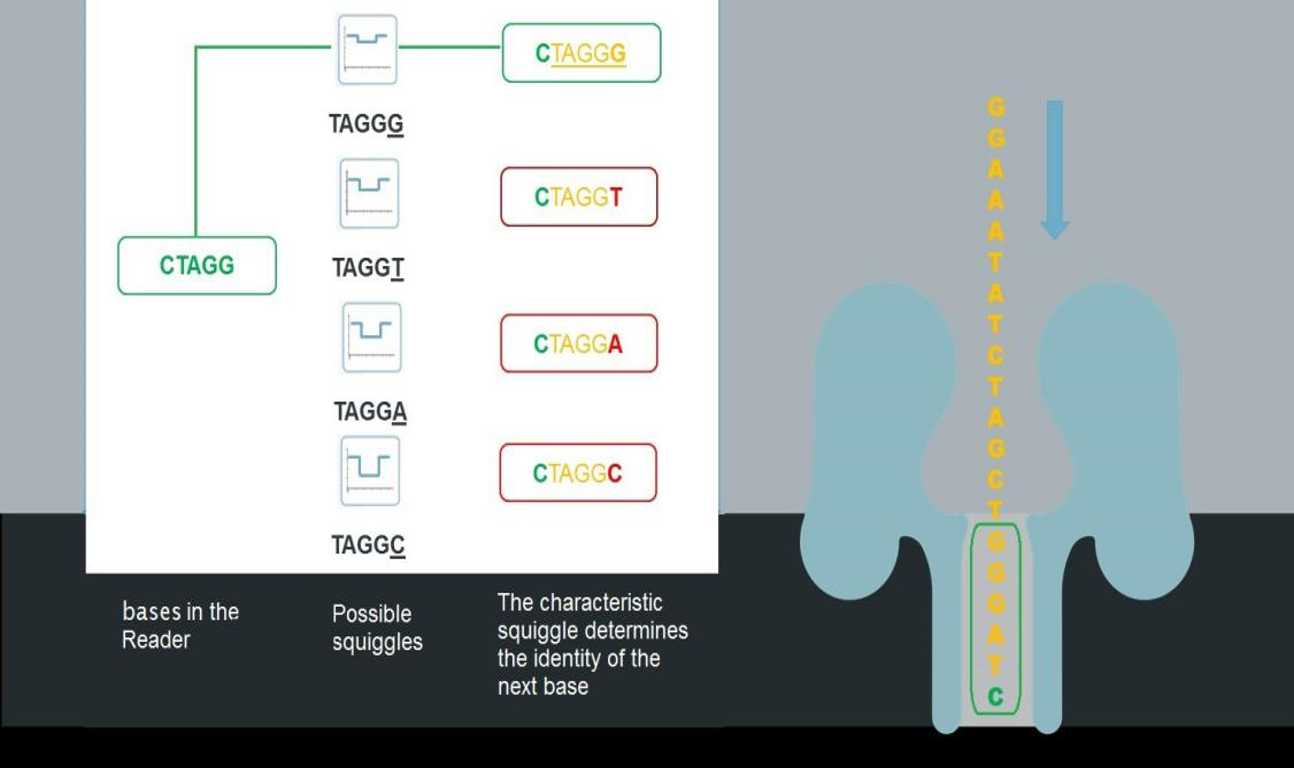 CTAGGG
TAGGG
CTAGGT
CTAGG
TAGGT
CTAGGA
TAGGA
CTAGGC
TAGGC
bases in the
Reader
Possible
squiggles
The characteristic
squiggle determines
the identity of the
next base
G
G
A
A
A
T
A
T
C
T
A
G
C
T
G
G
G
A
T
C